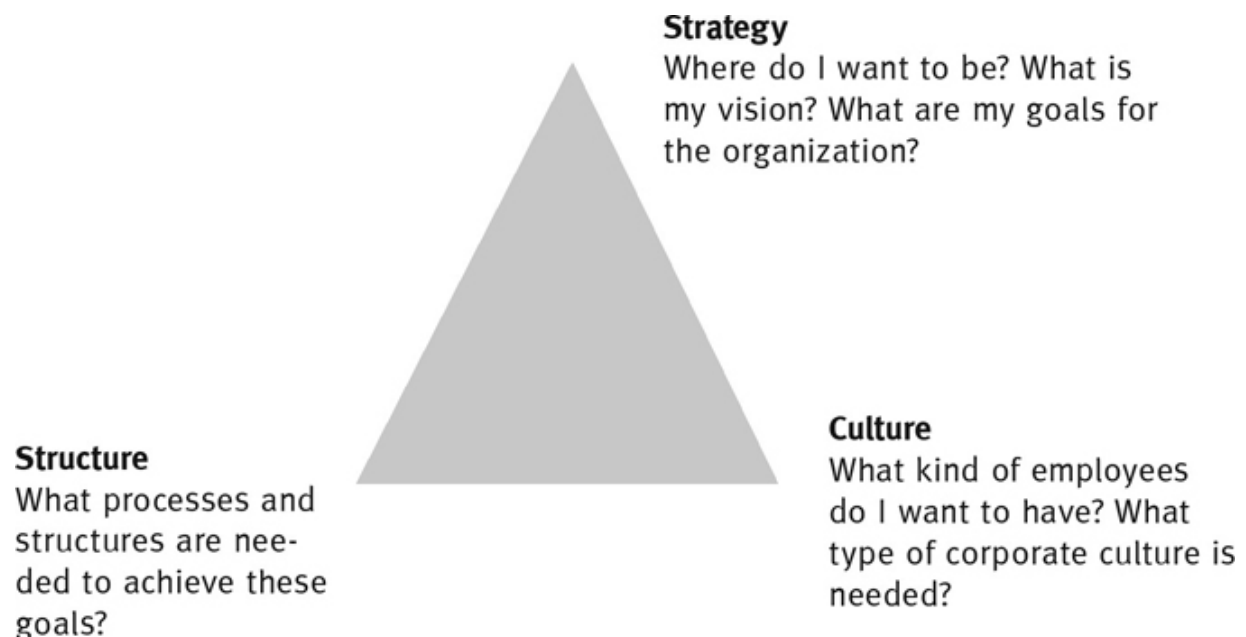 Strategy
Where do I want to be? What is
my vision? What are my goals for
the organization?
Structure
What processes and
structures are nee-
ded to achieve these
goals?
Culture
What kind of employees
do I want to have? What
type of corporate culture is
needed?